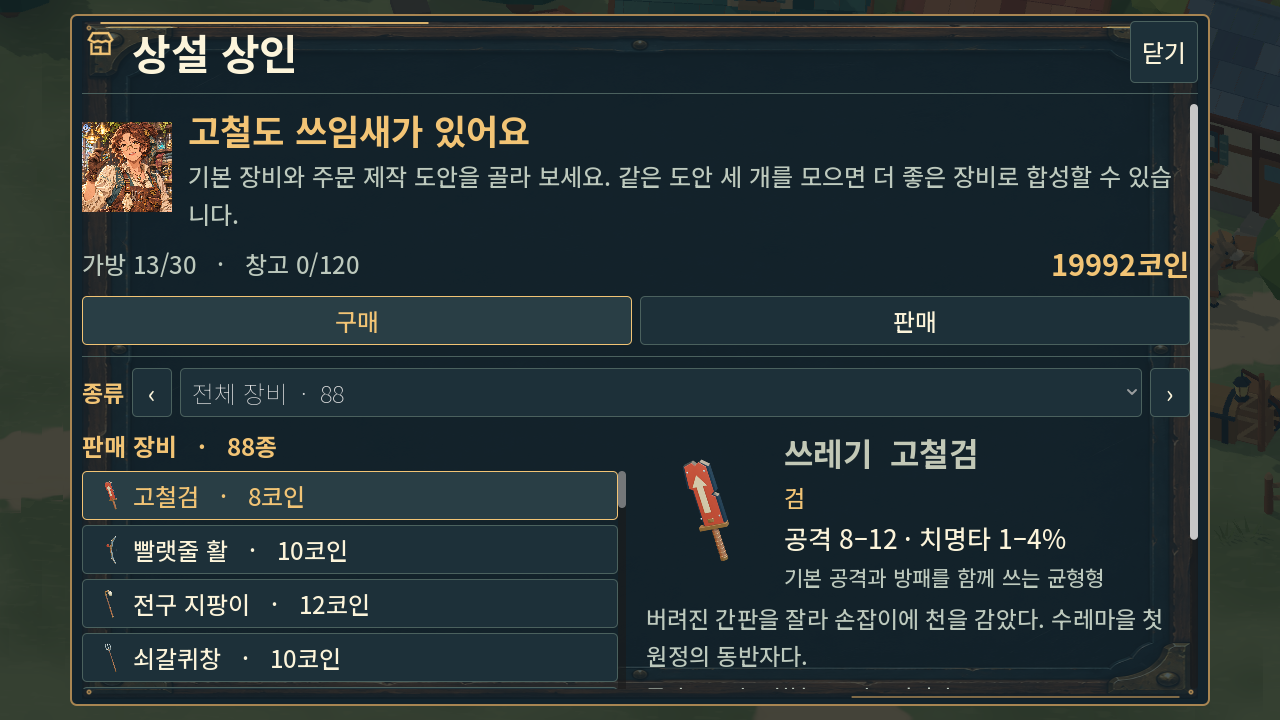 상설 상인
닫기
고철도 쓰임새가 있어요
기본 장비와 주문 제작 도안을 골라 보세요. 같은 도안 세 개를 모으면 더 좋은 장비로 합성할 수 있습
니다.
가방 13/30 · 창고 0/120
19992코인
구매
판매
종류
‹
전체 장비 · 88
›
판매 장비 · 88종
고철검 · 8코인
빨랫줄 활 · 10코인
전구 지팡이 · 12코인
쇠갈퀴창 · 10코인
쓰레기 고철검
검
공격 8–12 · 치명타 1–4%
기본 공격과 방패를 함께 쓰는 균형형
버려진 간판을 잘라 손잡이에 천을 감았다. 수레마을 첫
원정의 동반자다.